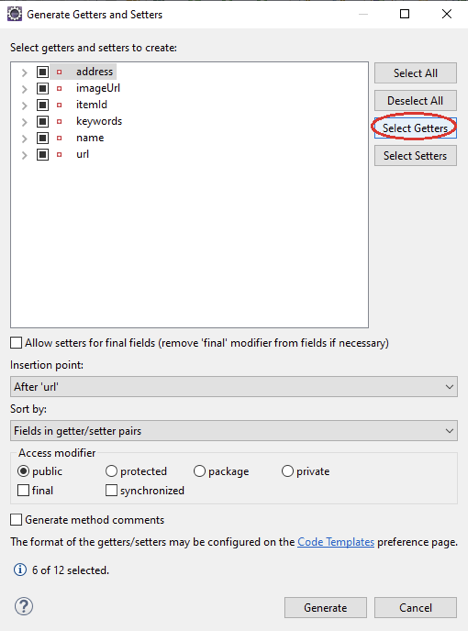 Generate Getters and Setters
Select getters and setters to create:
address
imageUrl
itemId
keywords
name
url
Select All
Deselect All
Select Getters
Select Setters
Allow setters for final fields (remove 'final' modifier from fields if necessary)
Insertion point:
After 'url'
Sort by:
Fields in getter/setter pairs
Access modifier
public protected package private
final synchronized
Generate method comments
The format of the getters/setters may be configured on the Code Templates preference page.
6 of 12 selected.
? Generate Cancel